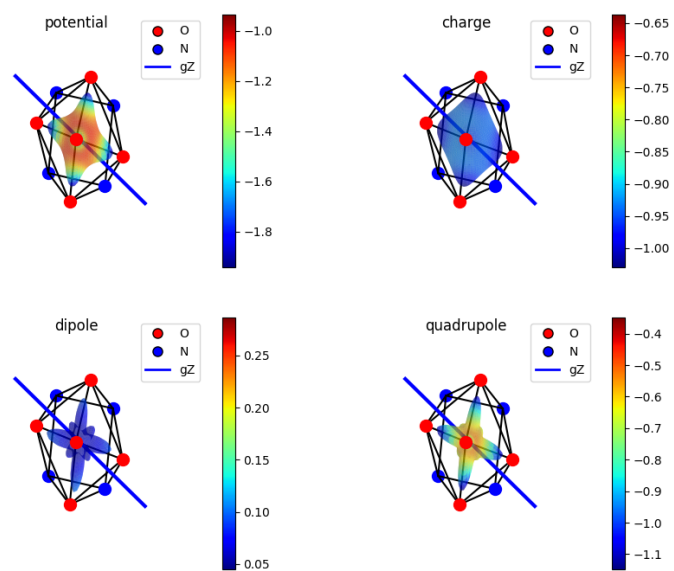 potential
O
N
gZ
−1.0
−1.2
−1.4
−1.6
−1.8
charge
O
N
gZ
−0.65
−0.70
−0.75
−0.80
−0.85
−0.90
−0.95
−1.00
dipole
O
N
gZ
0.25
0.20
0.15
0.10
0.05
quadrupole
O
N
gZ
−0.4
−0.5
−0.6
−0.7
−0.8
−0.9
−1.0
−1.1